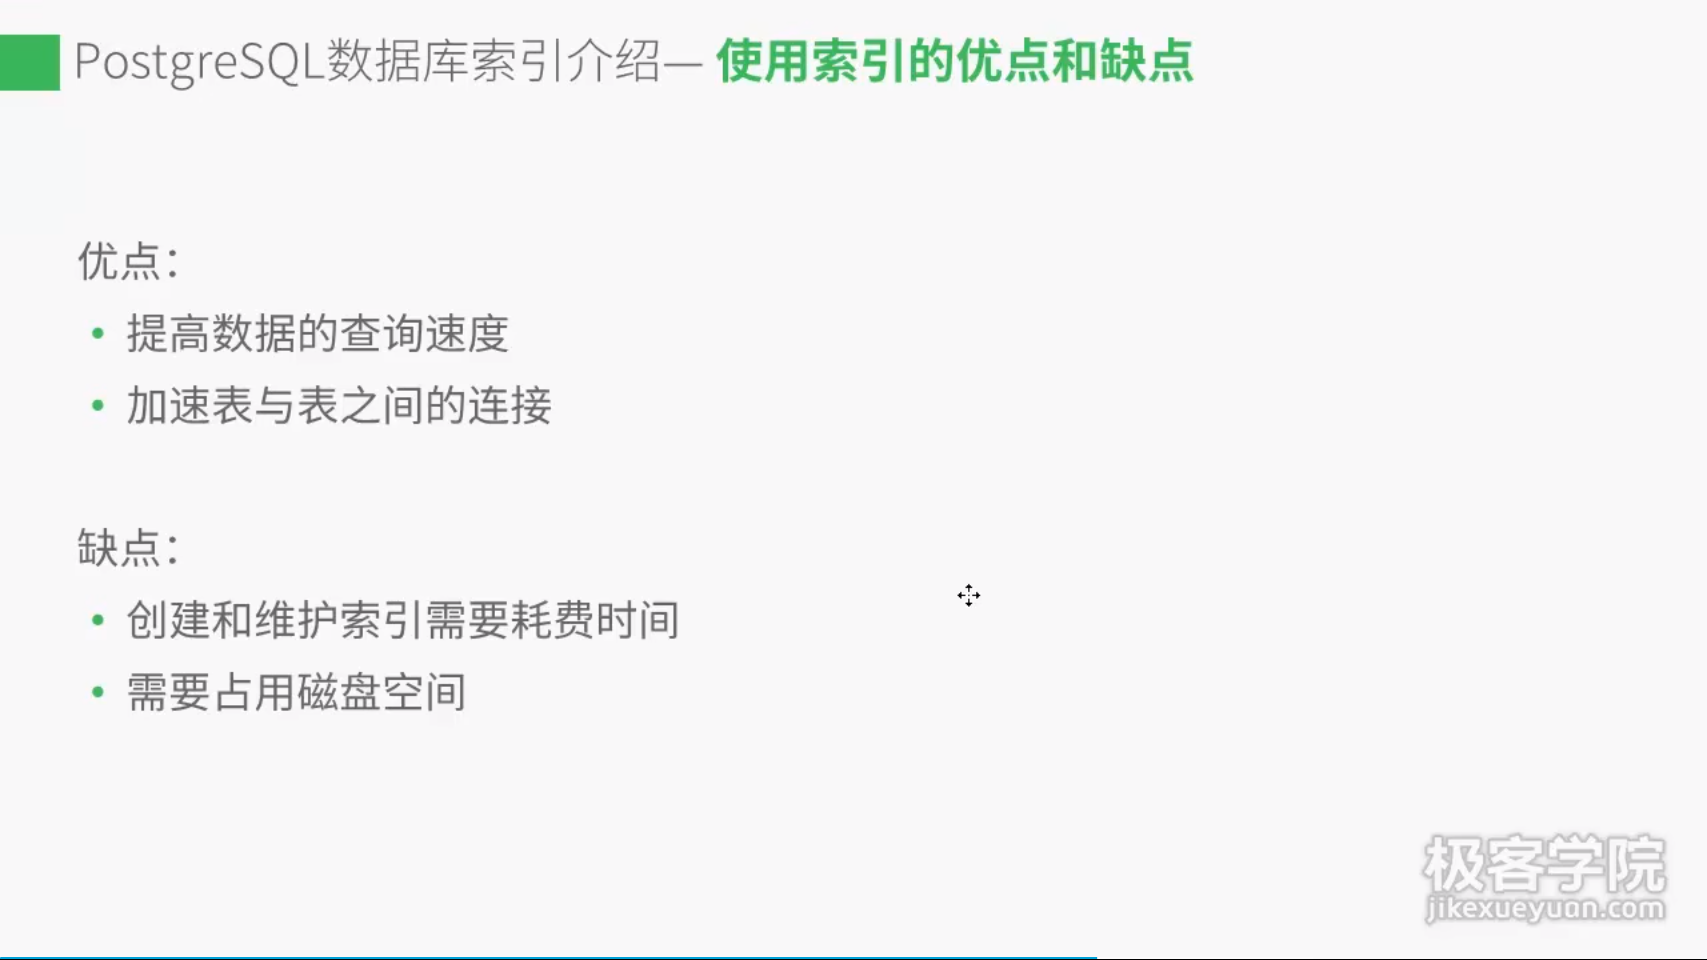 PostgreSQL数据库索引介绍— 使用索引的优点和缺点
优点：
• 提高数据的查询速度
• 加速表与表之间的连接
缺点：
• 创建和维护索引需要耗费时间
• 需要占用磁盘空间
极客学院
jikexueyuan.com